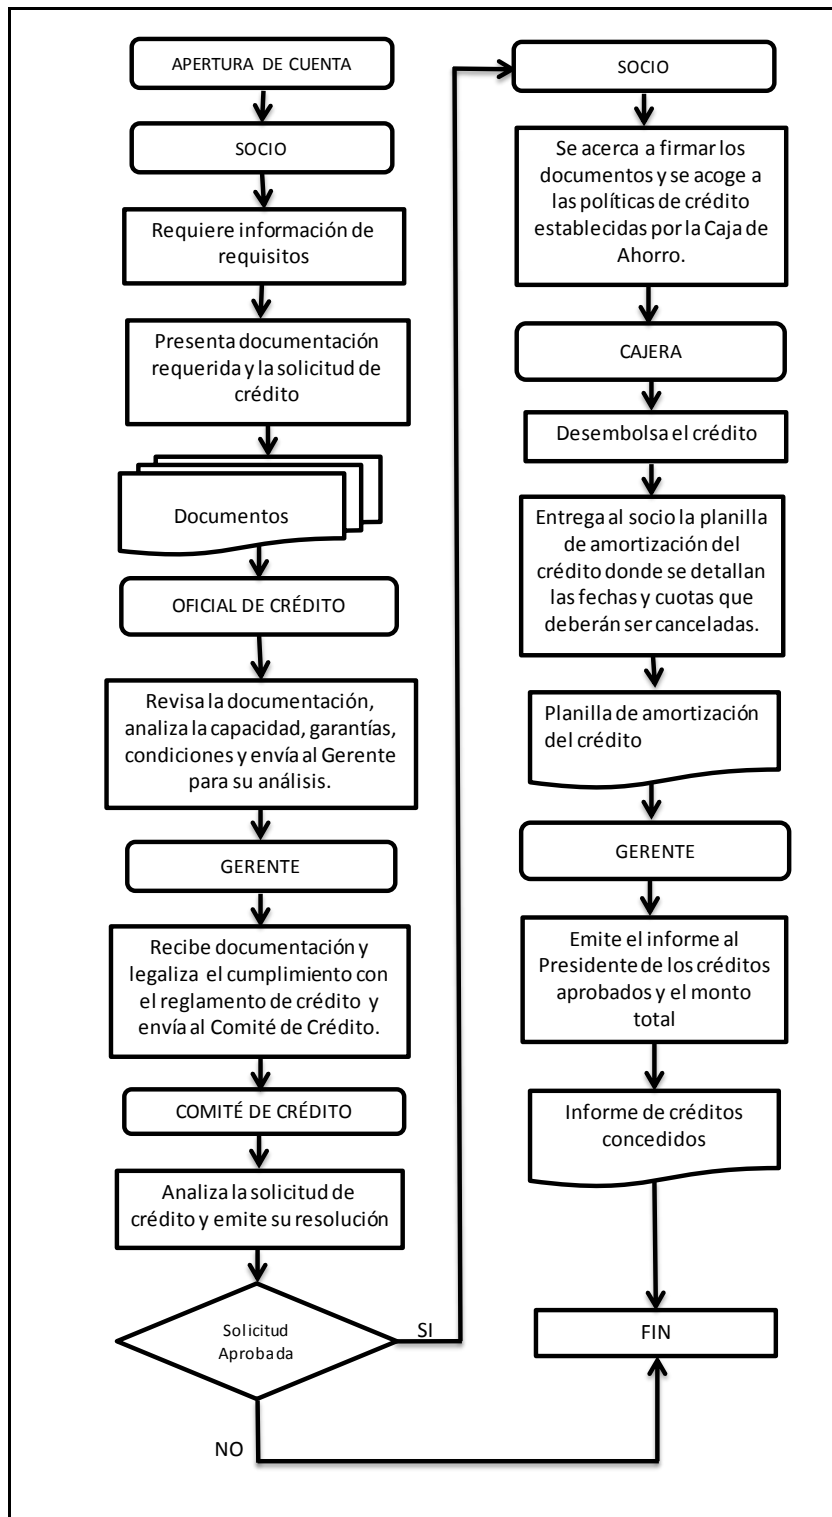 APERTURA DE CUENTA
SOCIO
Requiere información de
requisitos
Presenta documentación
requerida y la solicitud de
crédito
Documentos
OFICIAL DE CRÉDITO
Revisa la documentación,
analiza la capacidad, garantías,
condiciones y envía al Gerente
para su análisis.
GERENTE
Recibe documentación y
legaliza el cumplimiento con
el reglamento de crédito y
envía al Comité de Crédito.
COMITÉ DE CRÉDITO
Analiza la solicitud de
crédito y emite su resolución
Solicitud
Aprobada
SI
NO
SOCIO
Se acerca a firmar los
documentos y se acoge a
las políticas de crédito
establecidas por la Caja de
Ahorro.
CAJERA
Desembolsa el crédito
Entrega al socio la planilla
de amortización del
crédito donde se detallan
las fechas y cuotas que
deberán ser canceladas.
Planilla de amortización
del crédito
GERENTE
Emite el informe al
Presidente de los créditos
aprobados y el monto
total
Informe de créditos
concedidos
FIN